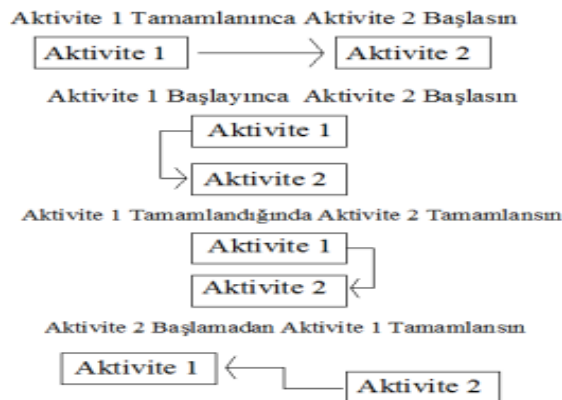 Aktivite 1 Tamamlanınca Aktivite 2 Başlasın
Aktivite 1 Aktivite 2
Aktivite 1 Başlayınca Aktivite 2 Başlasın
Aktivite 1
Aktivite 2
Aktivite 1 Tamamlandığında Aktivite 2 Tamamlansın
Aktivite 1
Aktivite 2
Aktivite 2 Başlamadan Aktivite 1 Tamamlansın
Aktivite 1
Aktivite 2